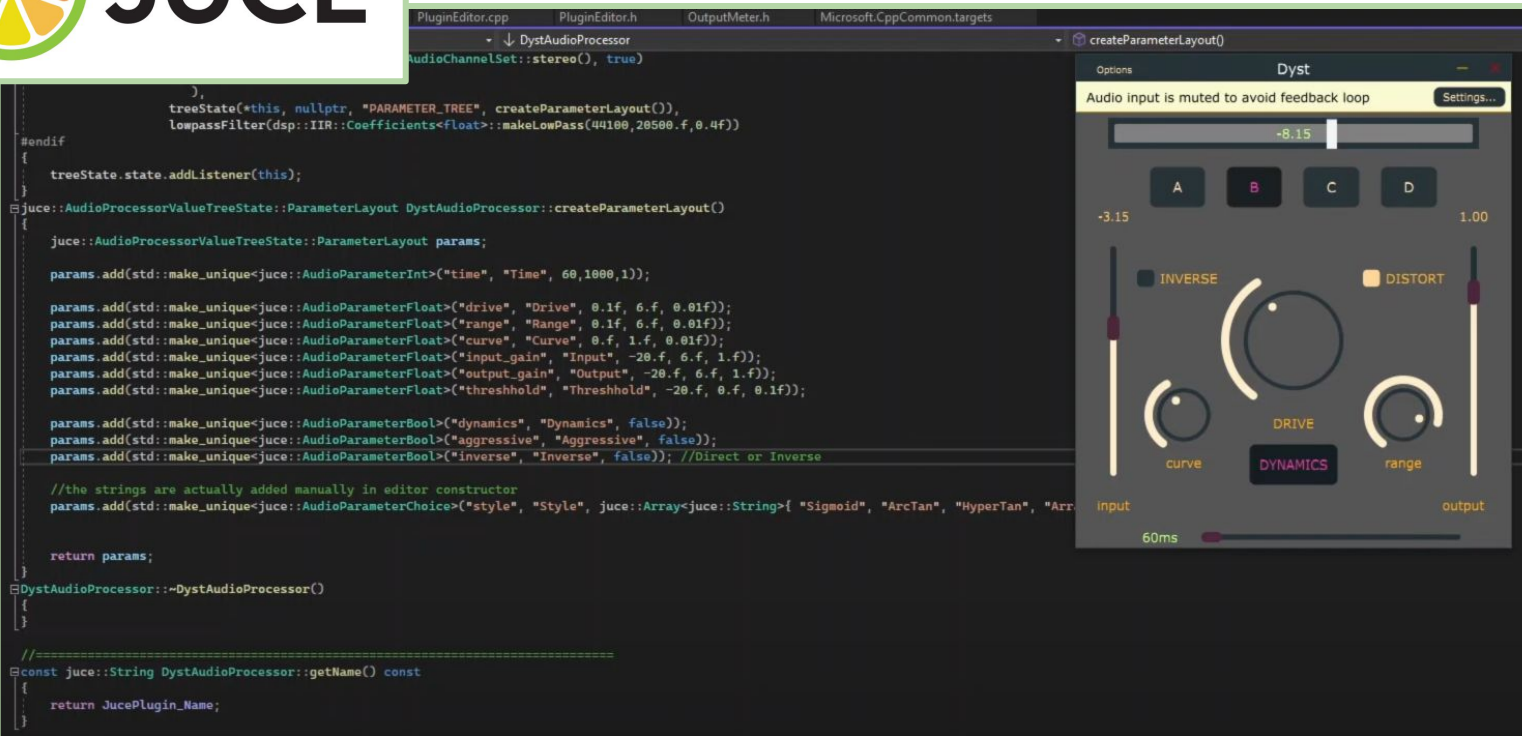 JUCE
PluginEditor.cpp PluginEditor.h OutputMeter.h Microsoft.CppCommon.targets
DystAudioProcessor createParameterLayout()
AudioChannelSet::stereo(), true)
),
treeState(*this, nullptr, "PARAMETER_TREE", createParameterLayout()),
lowpassFilter(dsp::IIR::Coefficients<float>::makeLowPass(44100,20500.f,0.4f))
#endif
{
treeState.state.addListener(this);
}
juce::AudioProcessorValueTreeState::ParameterLayout DystAudioProcessor::createParameterLayout()
{
juce::AudioProcessorValueTreeState::ParameterLayout params;
params.add(std::make_unique<juce::AudioParameterInt>("time", "Time", 60,1000,1));
params.add(std::make_unique<juce::AudioParameterFloat>("drive", "Drive", 0.1f, 6.f, 0.01f));
params.add(std::make_unique<juce::AudioParameterFloat>("range", "Range", 0.1f, 6.f, 0.01f));
params.add(std::make_unique<juce::AudioParameterFloat>("curve", "Curve", 0.f, 1.f, 0.01f));
params.add(std::make_unique<juce::AudioParameterFloat>("input_gain", "Input", -20.f, 6.f, 1.f));
params.add(std::make_unique<juce::AudioParameterFloat>("output_gain", "Output", -20.f, 6.f, 1.f));
params.add(std::make_unique<juce::AudioParameterFloat>("threshhold", "Threshhold", -20.f, 0.f, 0.1f));
params.add(std::make_unique<juce::AudioParameterBool>("dynamics", "Dynamics", false));
params.add(std::make_unique<juce::AudioParameterBool>("aggressive", "Aggressive", false));
params.add(std::make_unique<juce::AudioParameterBool>("inverse", "Inverse", false)); //Direct or Inverse
//the strings are actually added manually in editor constructor
params.add(std::make_unique<juce::AudioParameterChoice>("style", "Style", juce::Array<juce::String>{ "Sigmoid", "ArcTan", "HyperTan", "Arr
return params;
}
DystAudioProcessor::~DystAudioProcessor()
{
}
//==============================================================================
const juce::String DystAudioProcessor::getName() const
{
return JucePlugin_Name;
}
Options Dyst
Audio input is muted to avoid feedback loop Settings...
-8.15
A B C D
-3.15 1.00
INVERSE DISTORT
DRIVE
curve DYNAMICS range
input output
60ms